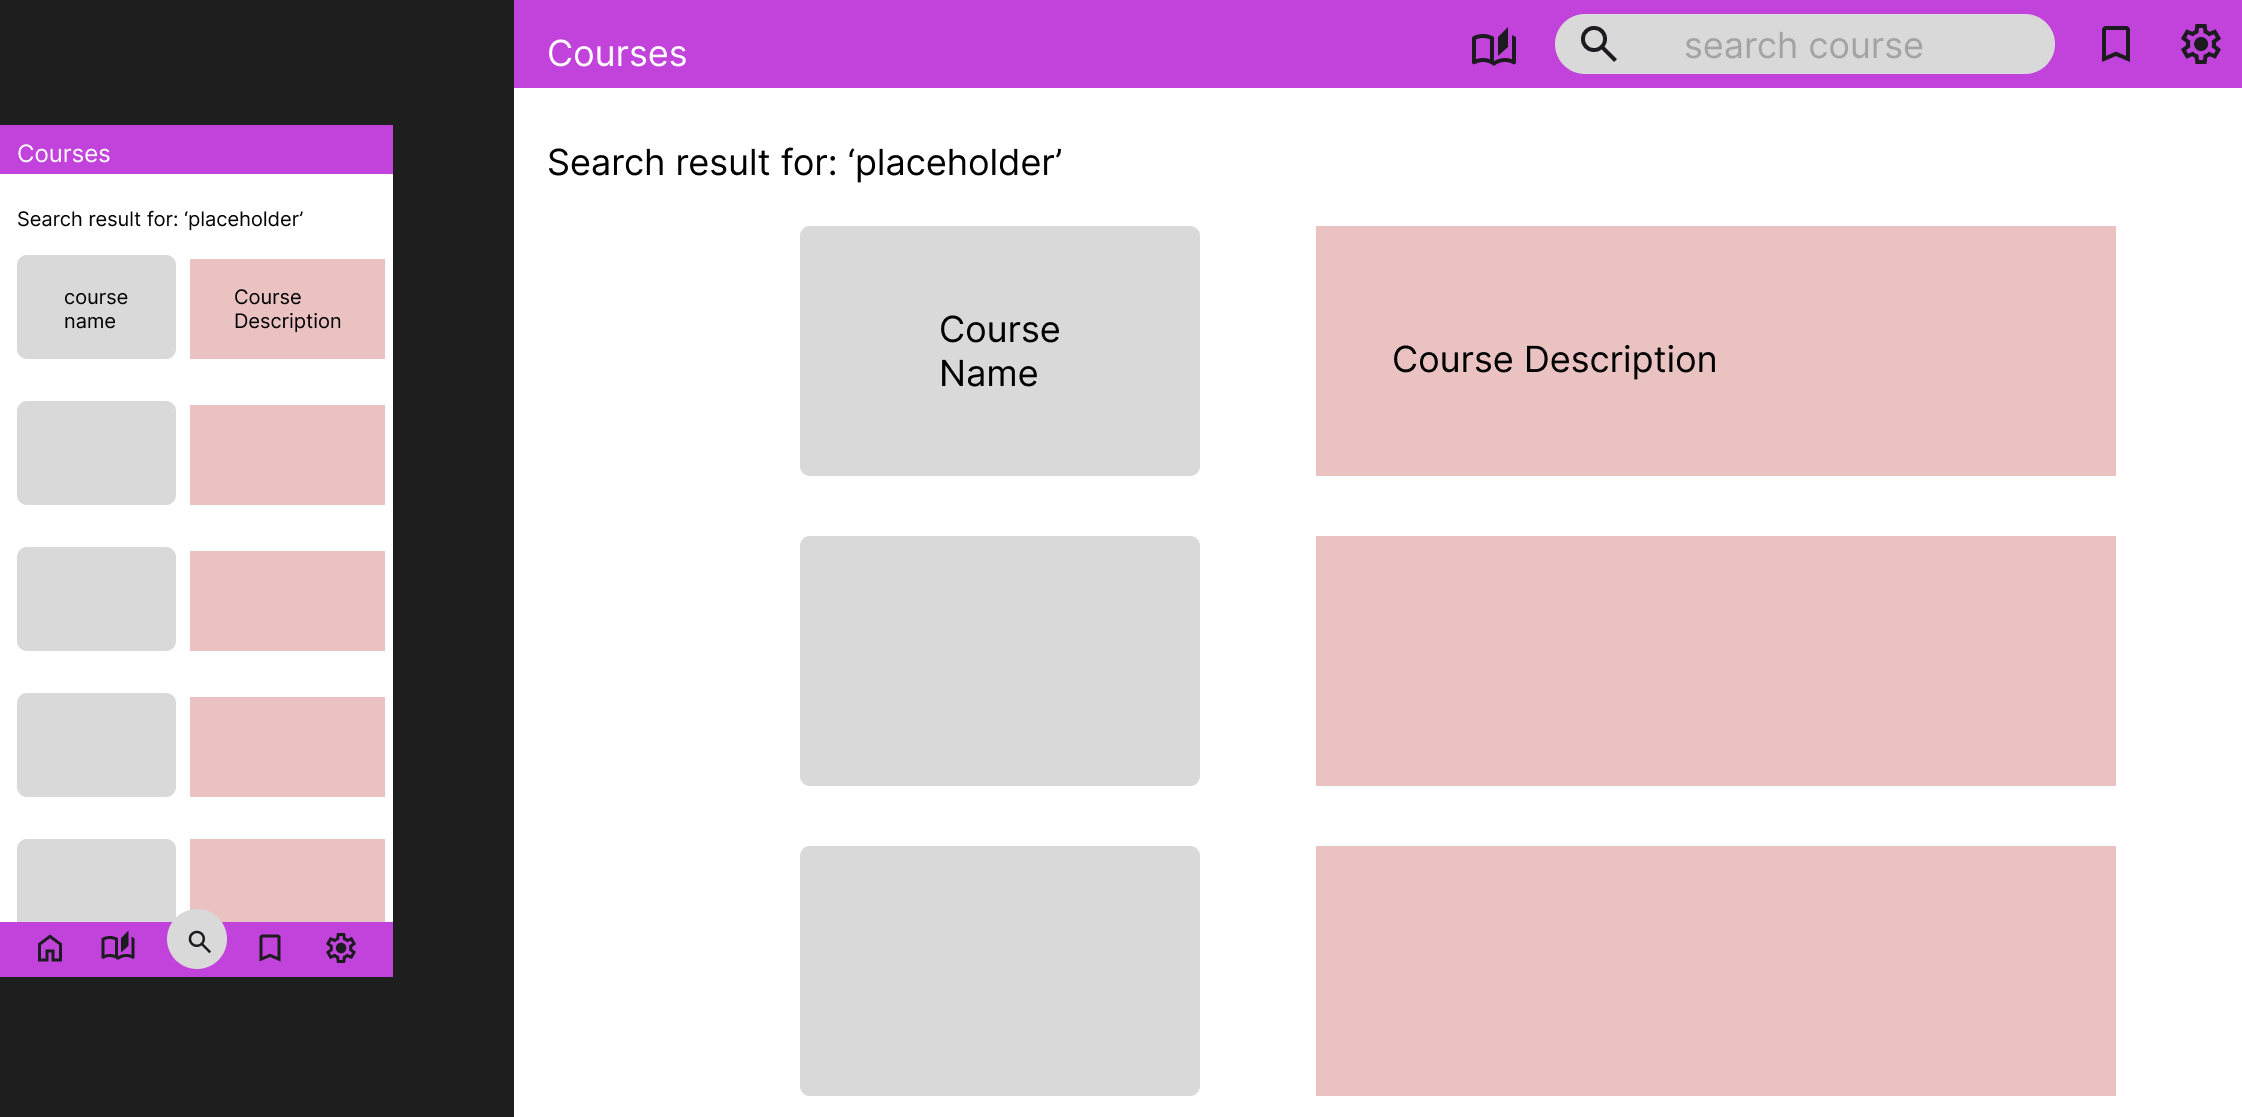 Courses
Search result for: ‘placeholder’
course
name
Course
Description
Courses
search course
Search result for: ‘placeholder’
Course
Name
Course Description